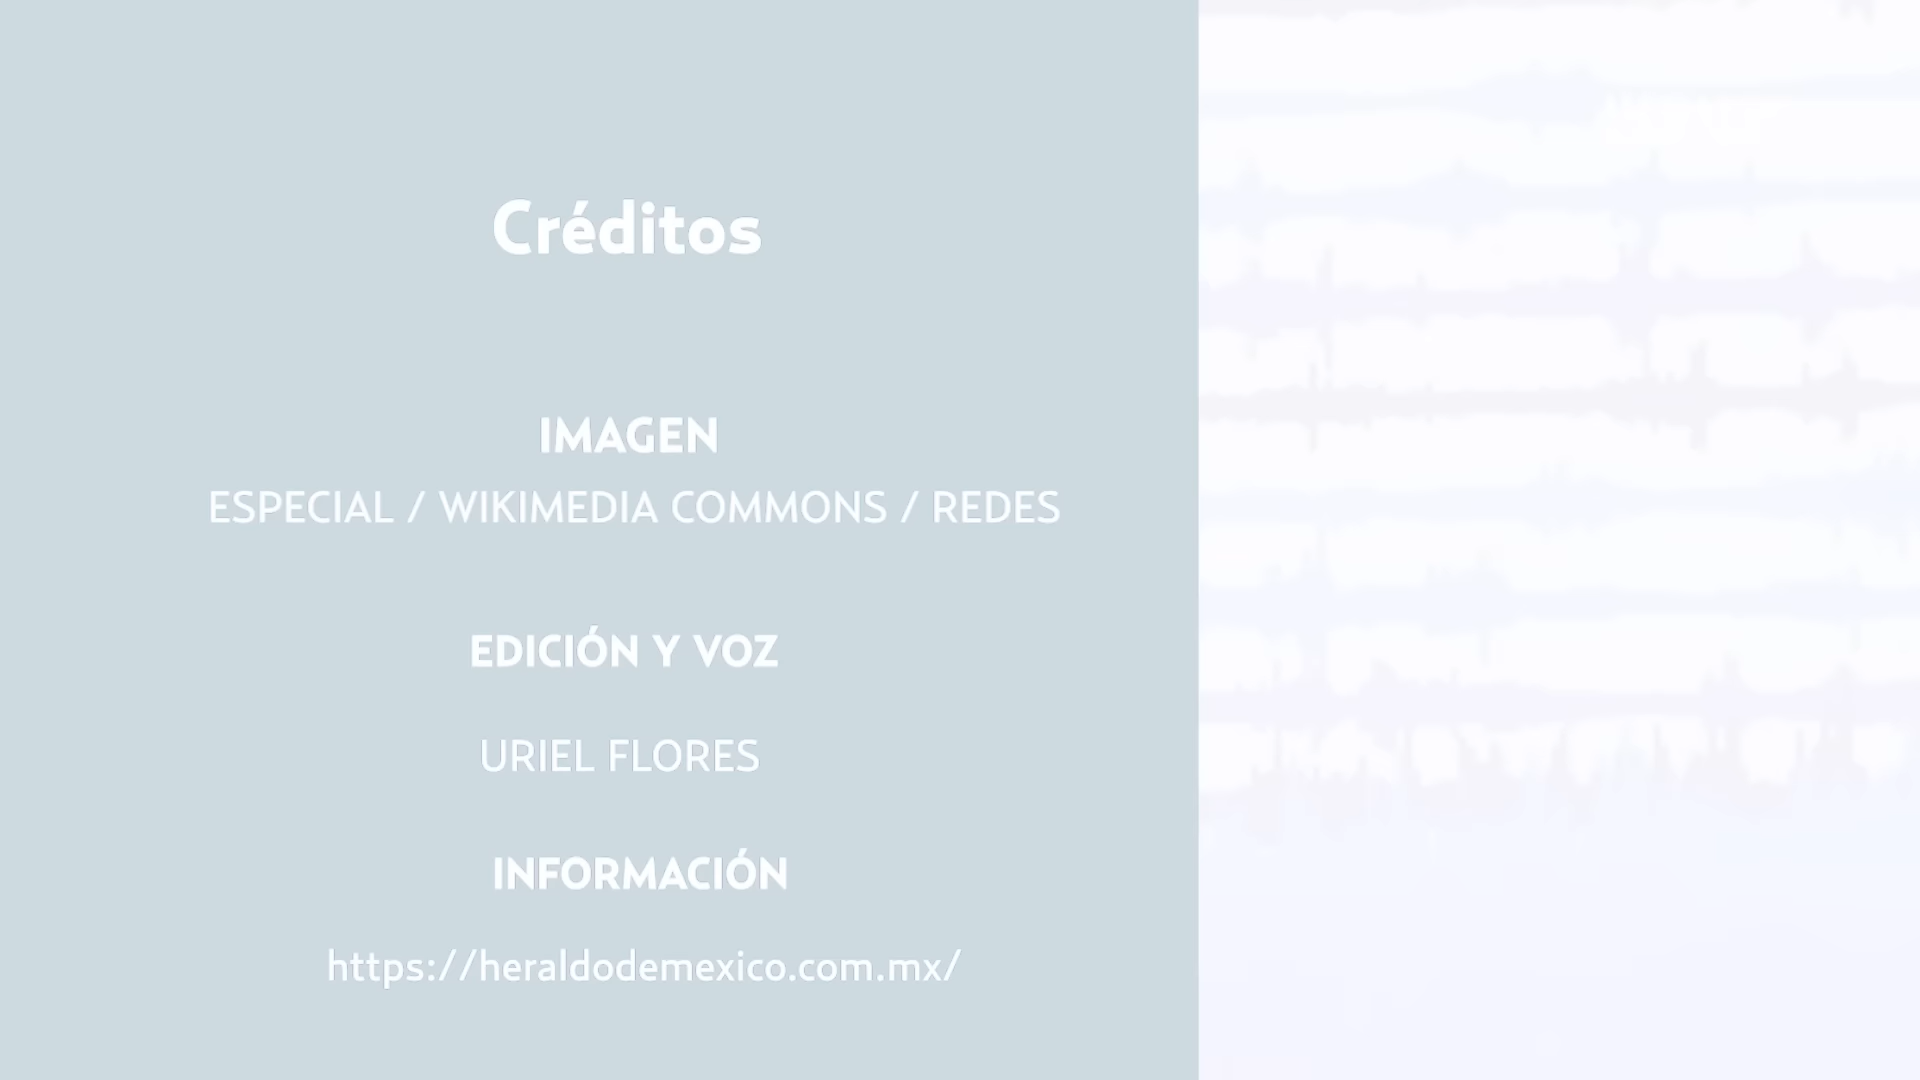 Créditos
IMAGEN
ESPECIAL / WIKIMEDIA COMMONS / REDES
EDICIÓN Y VOZ
URIEL FLORES
INFORMACIÓN
https://heraldodemexico.com.mx/